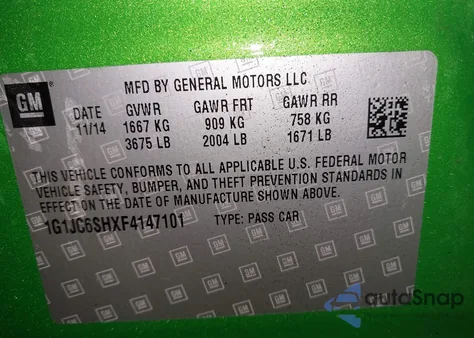 GM
MFD BY GENERAL MOTORS LLC
DATE GVWR GAWR FRT GAWR RR
11/14 1667 KG 909 KG 758 KG
3675 LB 2004 LB 1671 LB
THIS VEHICLE CONFORMS TO ALL APPLICABLE U.S. FEDERAL MOTOR
VEHICLE SAFETY, BUMPER, AND THEFT PREVENTION STANDARDS IN
EFFECT ON THE DATE OF MANUFACTURE SHOWN ABOVE.
1G1JC6SHXF4147101 TYPE: PASS CAR
autoSnap